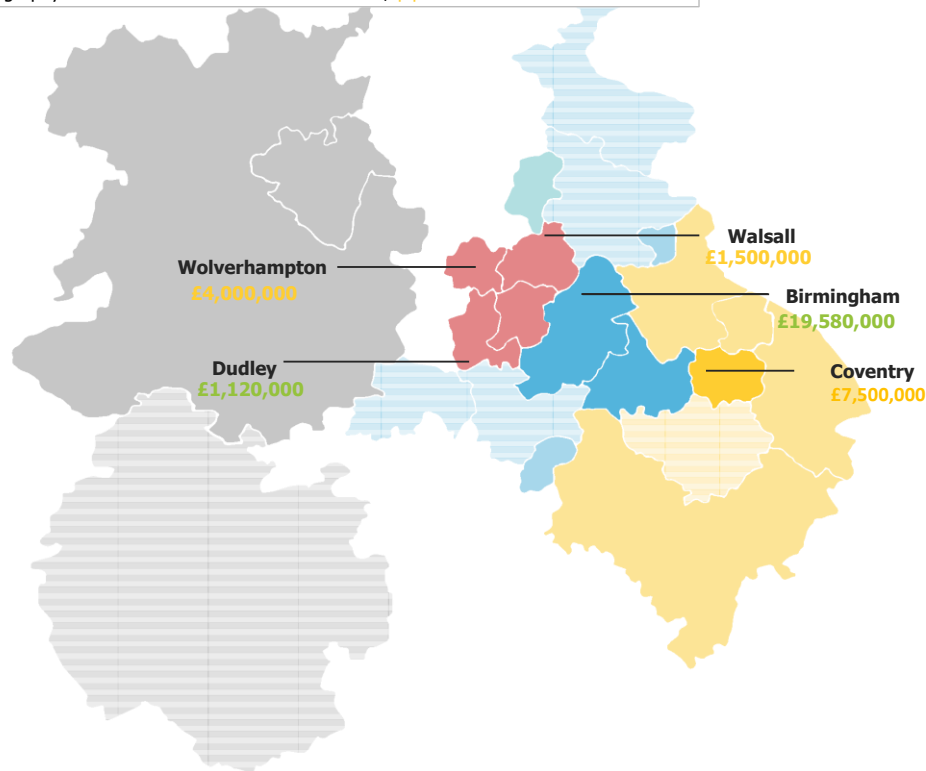 Walsall
£1,500,000
Wolverhampton
£4,000,000
Birmingham
£19,580,000
Dudley
£1,120,000
Coventry
£7,500,000